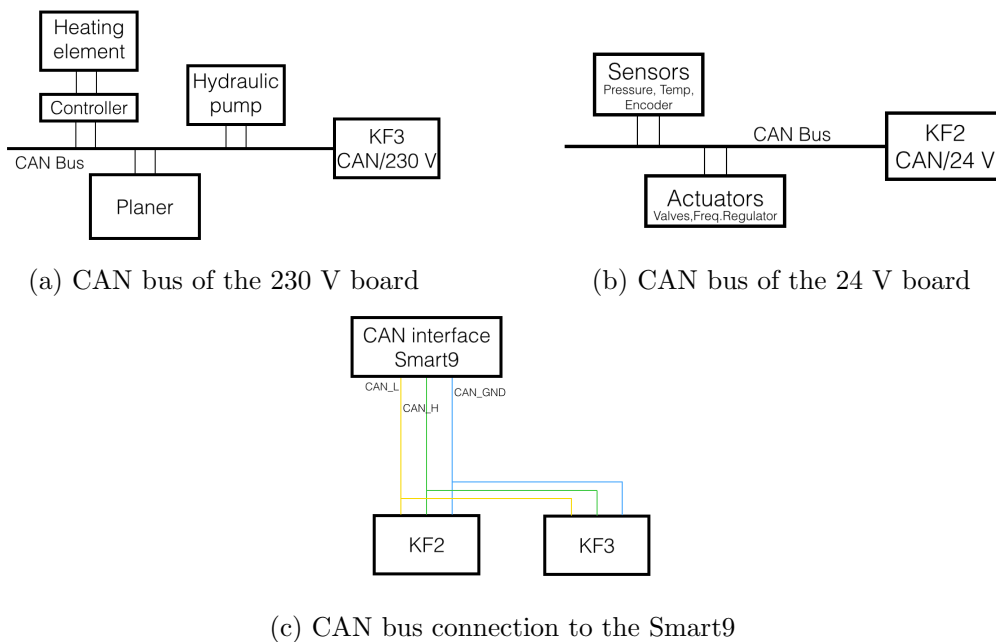 Heating
element
Controller
Hydraulic
pump
CAN Bus
KF3
CAN/230 V
Planer
(a) CAN bus of the 230 V board
Sensors
Pressure, Temp,
Encoder
CAN Bus
KF2
CAN/24 V
Actuators
Valves,Freq.Regulator
(b) CAN bus of the 24 V board
CAN interface
Smart9
CAN_L
CAN_H
CAN_GND
KF2
KF3
(c) CAN bus connection to the Smart9